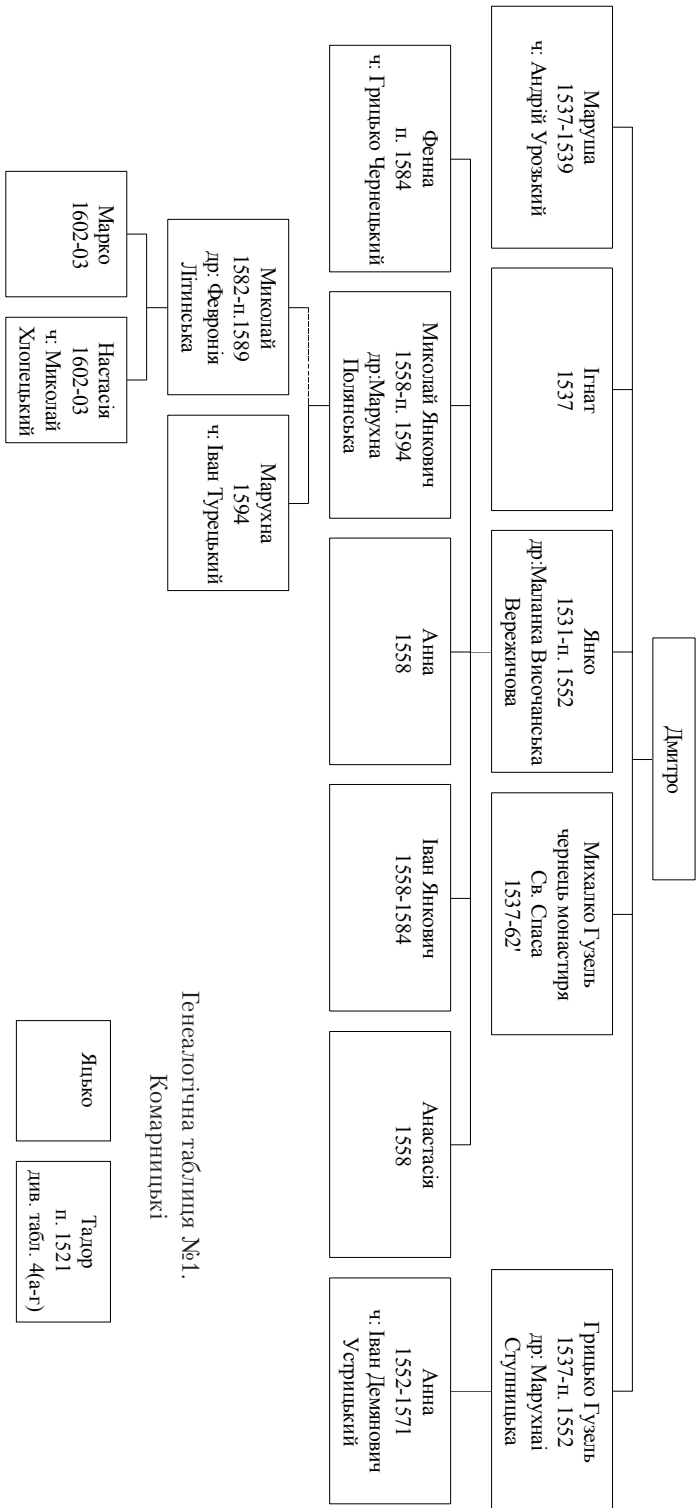 Дмитро
Маруша
1537-1539
ч: Андрій Урозький
Ігнат
1537
Янко
1531-п. 1552
др:Маланка Височанська
Вережичова
Михалко Гузель
чернець монастиря
Св. Спаса
1537-62'
Грицько Гузель
1537-п. 1552
др: Марухнаі
Ступницька
Фенна
п. 1584
ч: Грицько Чернецький
Миколай Янкович
1558-п. 1594
др:Марухна
Полянська
Анна
1558
Іван Янкович
1558-1584
Анастасія
1558
Анна
1552-1571
ч: Іван Демянович
Устрицький
Миколай
1582-п.1589
др: Февронія
Літинська
Марухна
1594
ч: Іван Турецький
Марко
1602-03
Настасія
1602-03
ч: Миколай
Хлопецький
Генеалогічна таблиця №1.
Комарницькі
Яцько
Тадор
п. 1521
див. табл. 4(а-г)